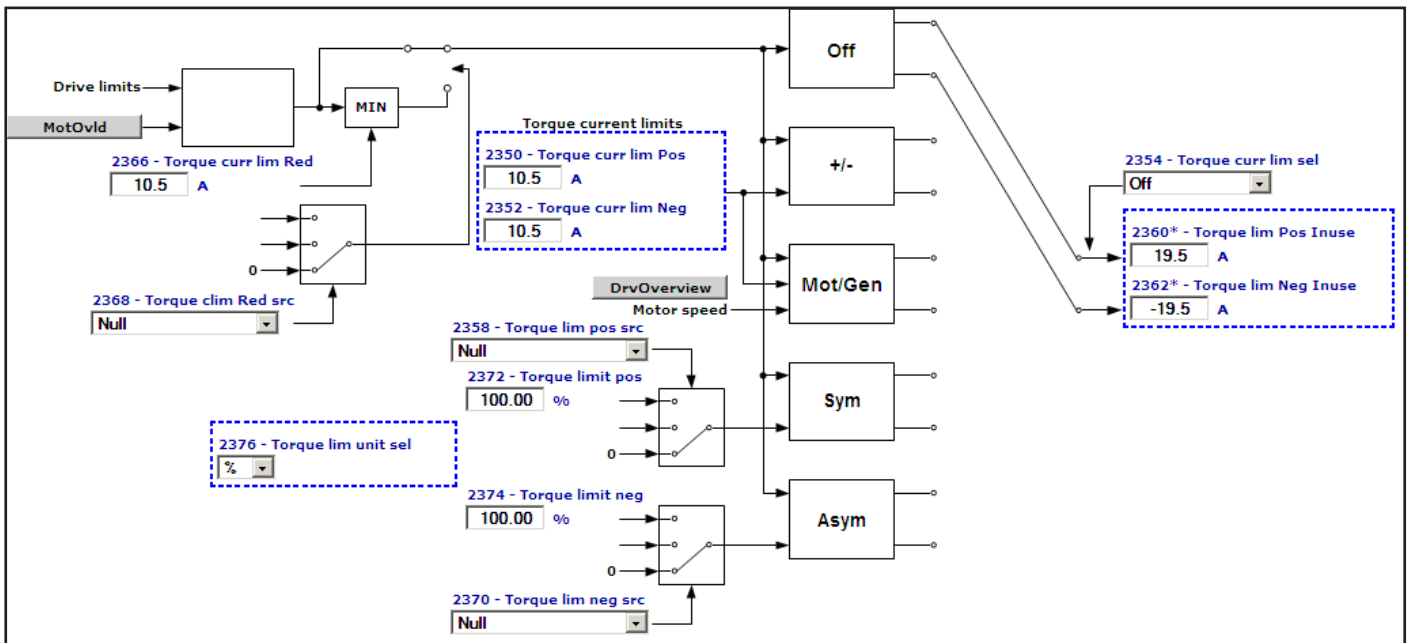 Off
Drive limits
MotOvld
MIN
2366 - Torque curr lim Red
10.5 A
Torque current limits
2350 - Torque curr lim Pos
10.5 A
2352 - Torque curr lim Neg
10.5 A
+/-
2354 - Torque curr lim sel
Off
2360* - Torque lim Pos Inuse
19.5 A
2362* - Torque lim Neg Inuse
-19.5 A
0
2368 - Torque clim Red src
Null
DrvOverview
Motor speed
Mot/Gen
2358 - Torque lim pos src
Null
2372 - Torque limit pos
100.00 %
0
Sym
2376 - Torque lim unit sel
%
2374 - Torque limit neg
100.00 %
0
Asym
2370 - Torque lim neg src
Null